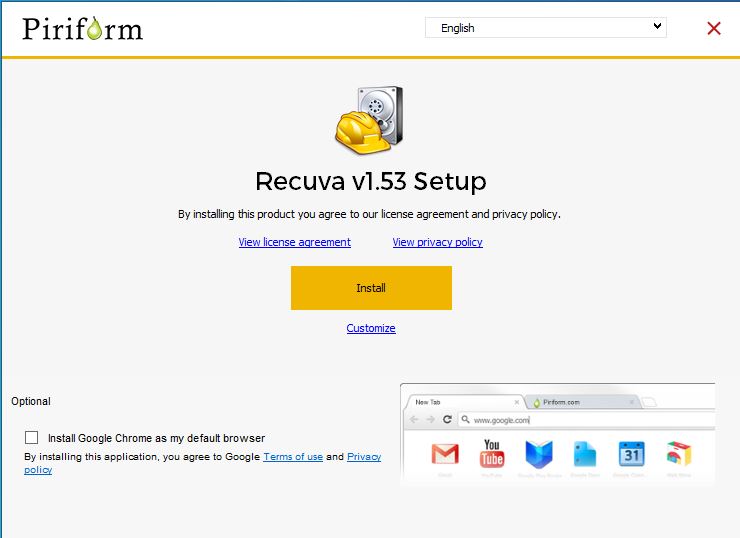 Piriform
English
Recuva v1.53 Setup
By installing this product you agree to our license agreement and privacy policy.
View license agreement View privacy policy
Install
Customize
Optional
New Tab Piriform.com
www.google.com
Install Google Chrome as my default browser
You Tube
31
By installing this application, you agree to Google Terms of use and Privacy
policy
Gmail